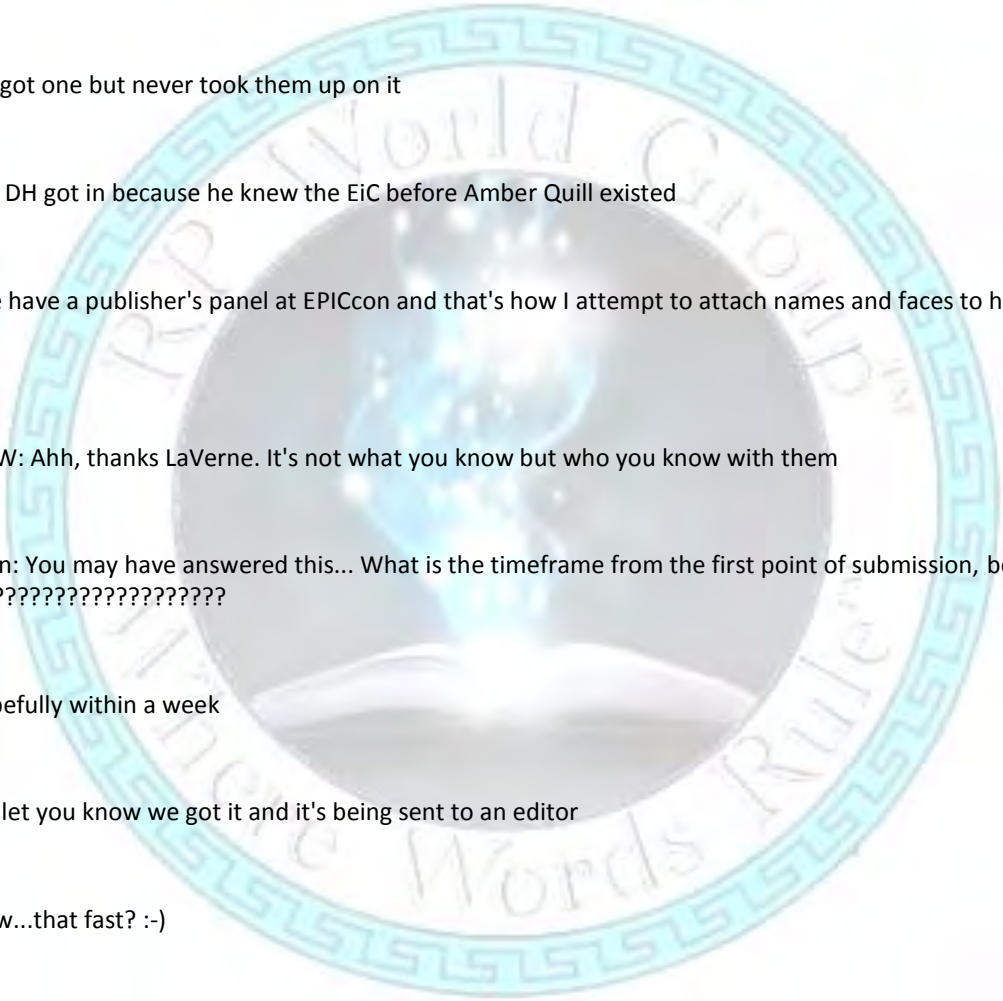 got one but never took them up on it
DH got in because he knew the EiC before Amber Quill existed
have a publisher's panel at EPICcon and that's how I attempt to attach names and faces to h
W: Ahh, thanks LaVerne. It's not what you know but who you know with them
n: You may have answered this... What is the timeframe from the first point of submission, b
??????????????????
efully within a week
let you know we got it and it's being sent to an editor
w...that fast? :-)
RP World Group TM
Where Words Rule